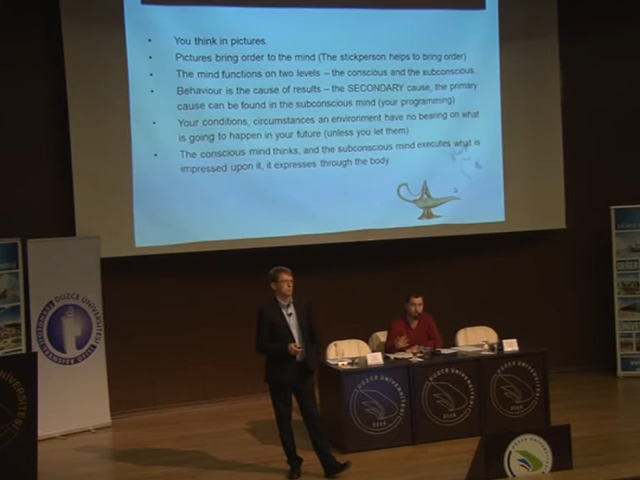 • You think in pictures.
• Pictures bring order to the mind (The stickperson helps to bring order)
• The mind functions on two levels – the conscious and the subconscious.
• Behaviour is the cause of results – the SECONDARY cause, the primary
cause can be found in the subconscious mind (your programming)
• Your conditions, circumstances an environment have no bearing on what
is going to happen in your future (unless you let them)
• The conscious mind thinks, and the subconscious mind executes what is
impressed upon it, it expresses through the body
DÜZCE ÜNİVERSİTESİ
DÜZCE ÜNİVERSİTESİ
DÜZCE ÜNİVERSİTESİ
DÜZCE ÜNİVERSİTESİ